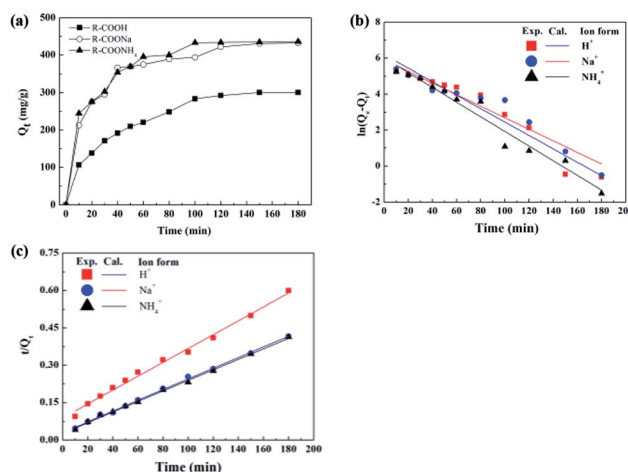 (a)
R-COOH
R-COONa
R-COONH4
Qt (mg/g)
500
400
300
200
100
0
0 20 40 60 80 100 120 140 160 180 200
Time (min)
(b)
Exp. Cal. Ion form
H+
Na+
NH4+
ln(Qe-Qt)
8
6
4
2
0
-2
0 20 40 60 80 100 120 140 160 180 200
Time (min)
(c)
Exp. Cal. Ion form
H+
Na+
NH4+
t/Qt
0.75
0.60
0.45
0.30
0.15
0.00
0 20 40 60 80 100 120 140 160 180 200
Time (min)